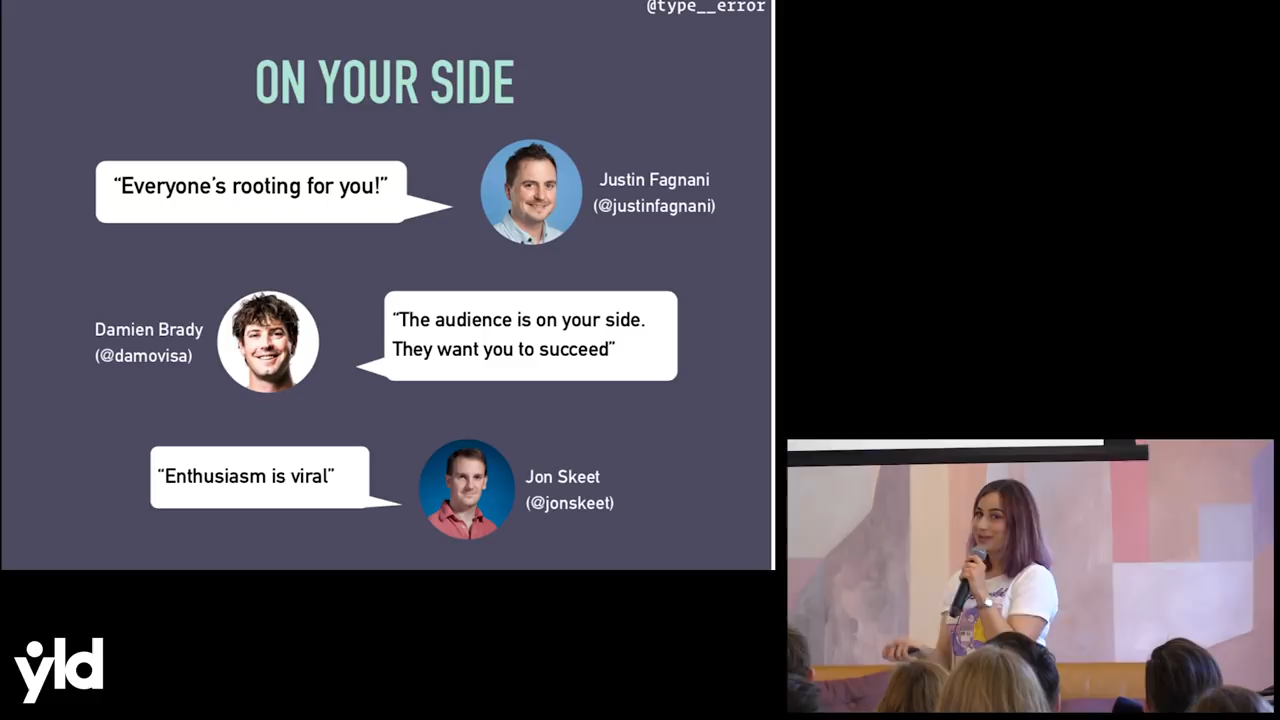 @type__error
ON YOUR SIDE
“Everyone’s rooting for you!”
Justin Fagnani
(@justinfagnani)
Damien Brady
(@damovisa)
“The audience is on your side.
They want you to succeed”
“Enthusiasm is viral”
Jon Skeet
(@jonskeet)
yld